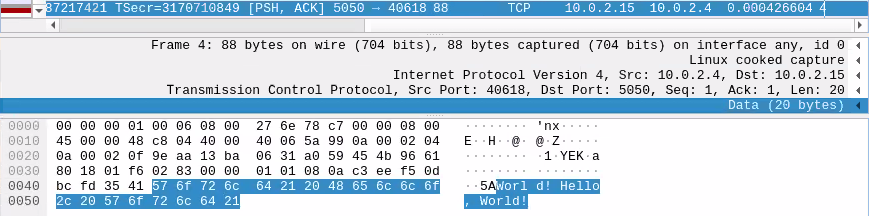 87217421 TSecr=3170710849 [PSH, ACK] 5050 → 40618 88 TCP 10.0.2.15 10.0.2.4 0.000426604 4
Frame 4: 88 bytes on wire (704 bits), 88 bytes captured (704 bits) on interface any, id 0
Linux cooked capture
Internet Protocol Version 4, Src: 10.0.2.4, Dst: 10.0.2.15
Transmission Control Protocol, Src Port: 40618, Dst Port: 5050, Seq: 1, Ack: 1, Len: 20
Data (20 bytes)
0000 00 00 00 01 00 06 08 00 27 6e 78 c7 00 00 08 00 ········ 'nx·····
0010 45 00 00 48 c8 04 40 00 40 06 5a 99 0a 00 02 04 E··H··@· @·Z·····
0020 0a 00 02 0f 9e aa 13 ba 06 31 a0 59 45 4b 96 61 ········ ·1·YEK·a
0030 80 18 01 f6 02 83 00 00 01 01 08 0a c3 ee f5 0d ········ ········
0040 bc fd 35 41 57 6f 72 6c 64 21 20 48 65 6c 6c 6f ··5AWorl d! Hello
0050 2c 20 57 6f 72 6c 64 21 , World!